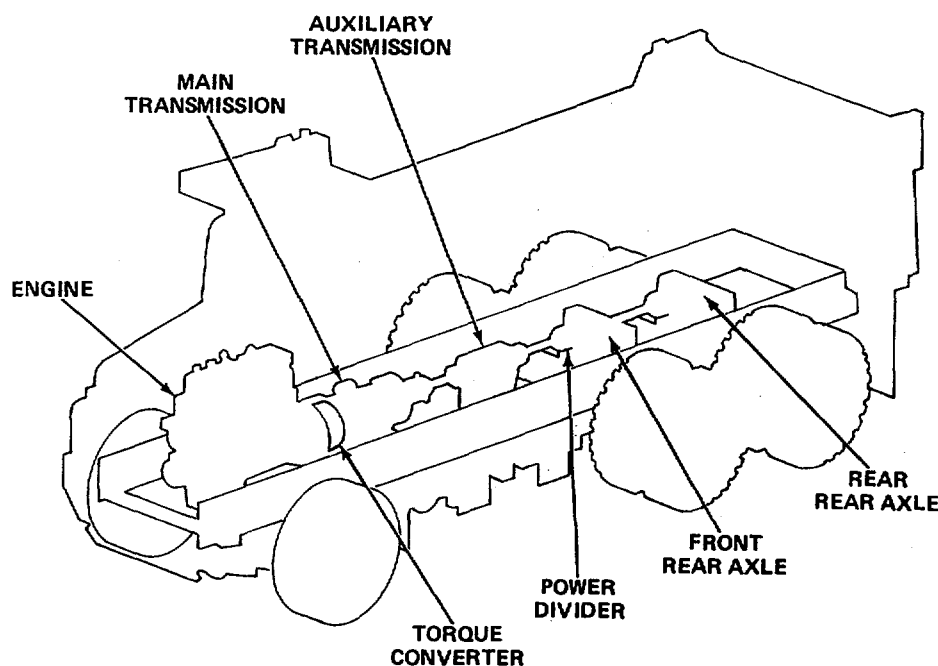 AUXILIARY
TRANSMISSION
MAIN
TRANSMISSION
ENGINE
REAR
REAR AXLE
FRONT
REAR AXLE
POWER
DIVIDER
TORQUE
CONVERTER